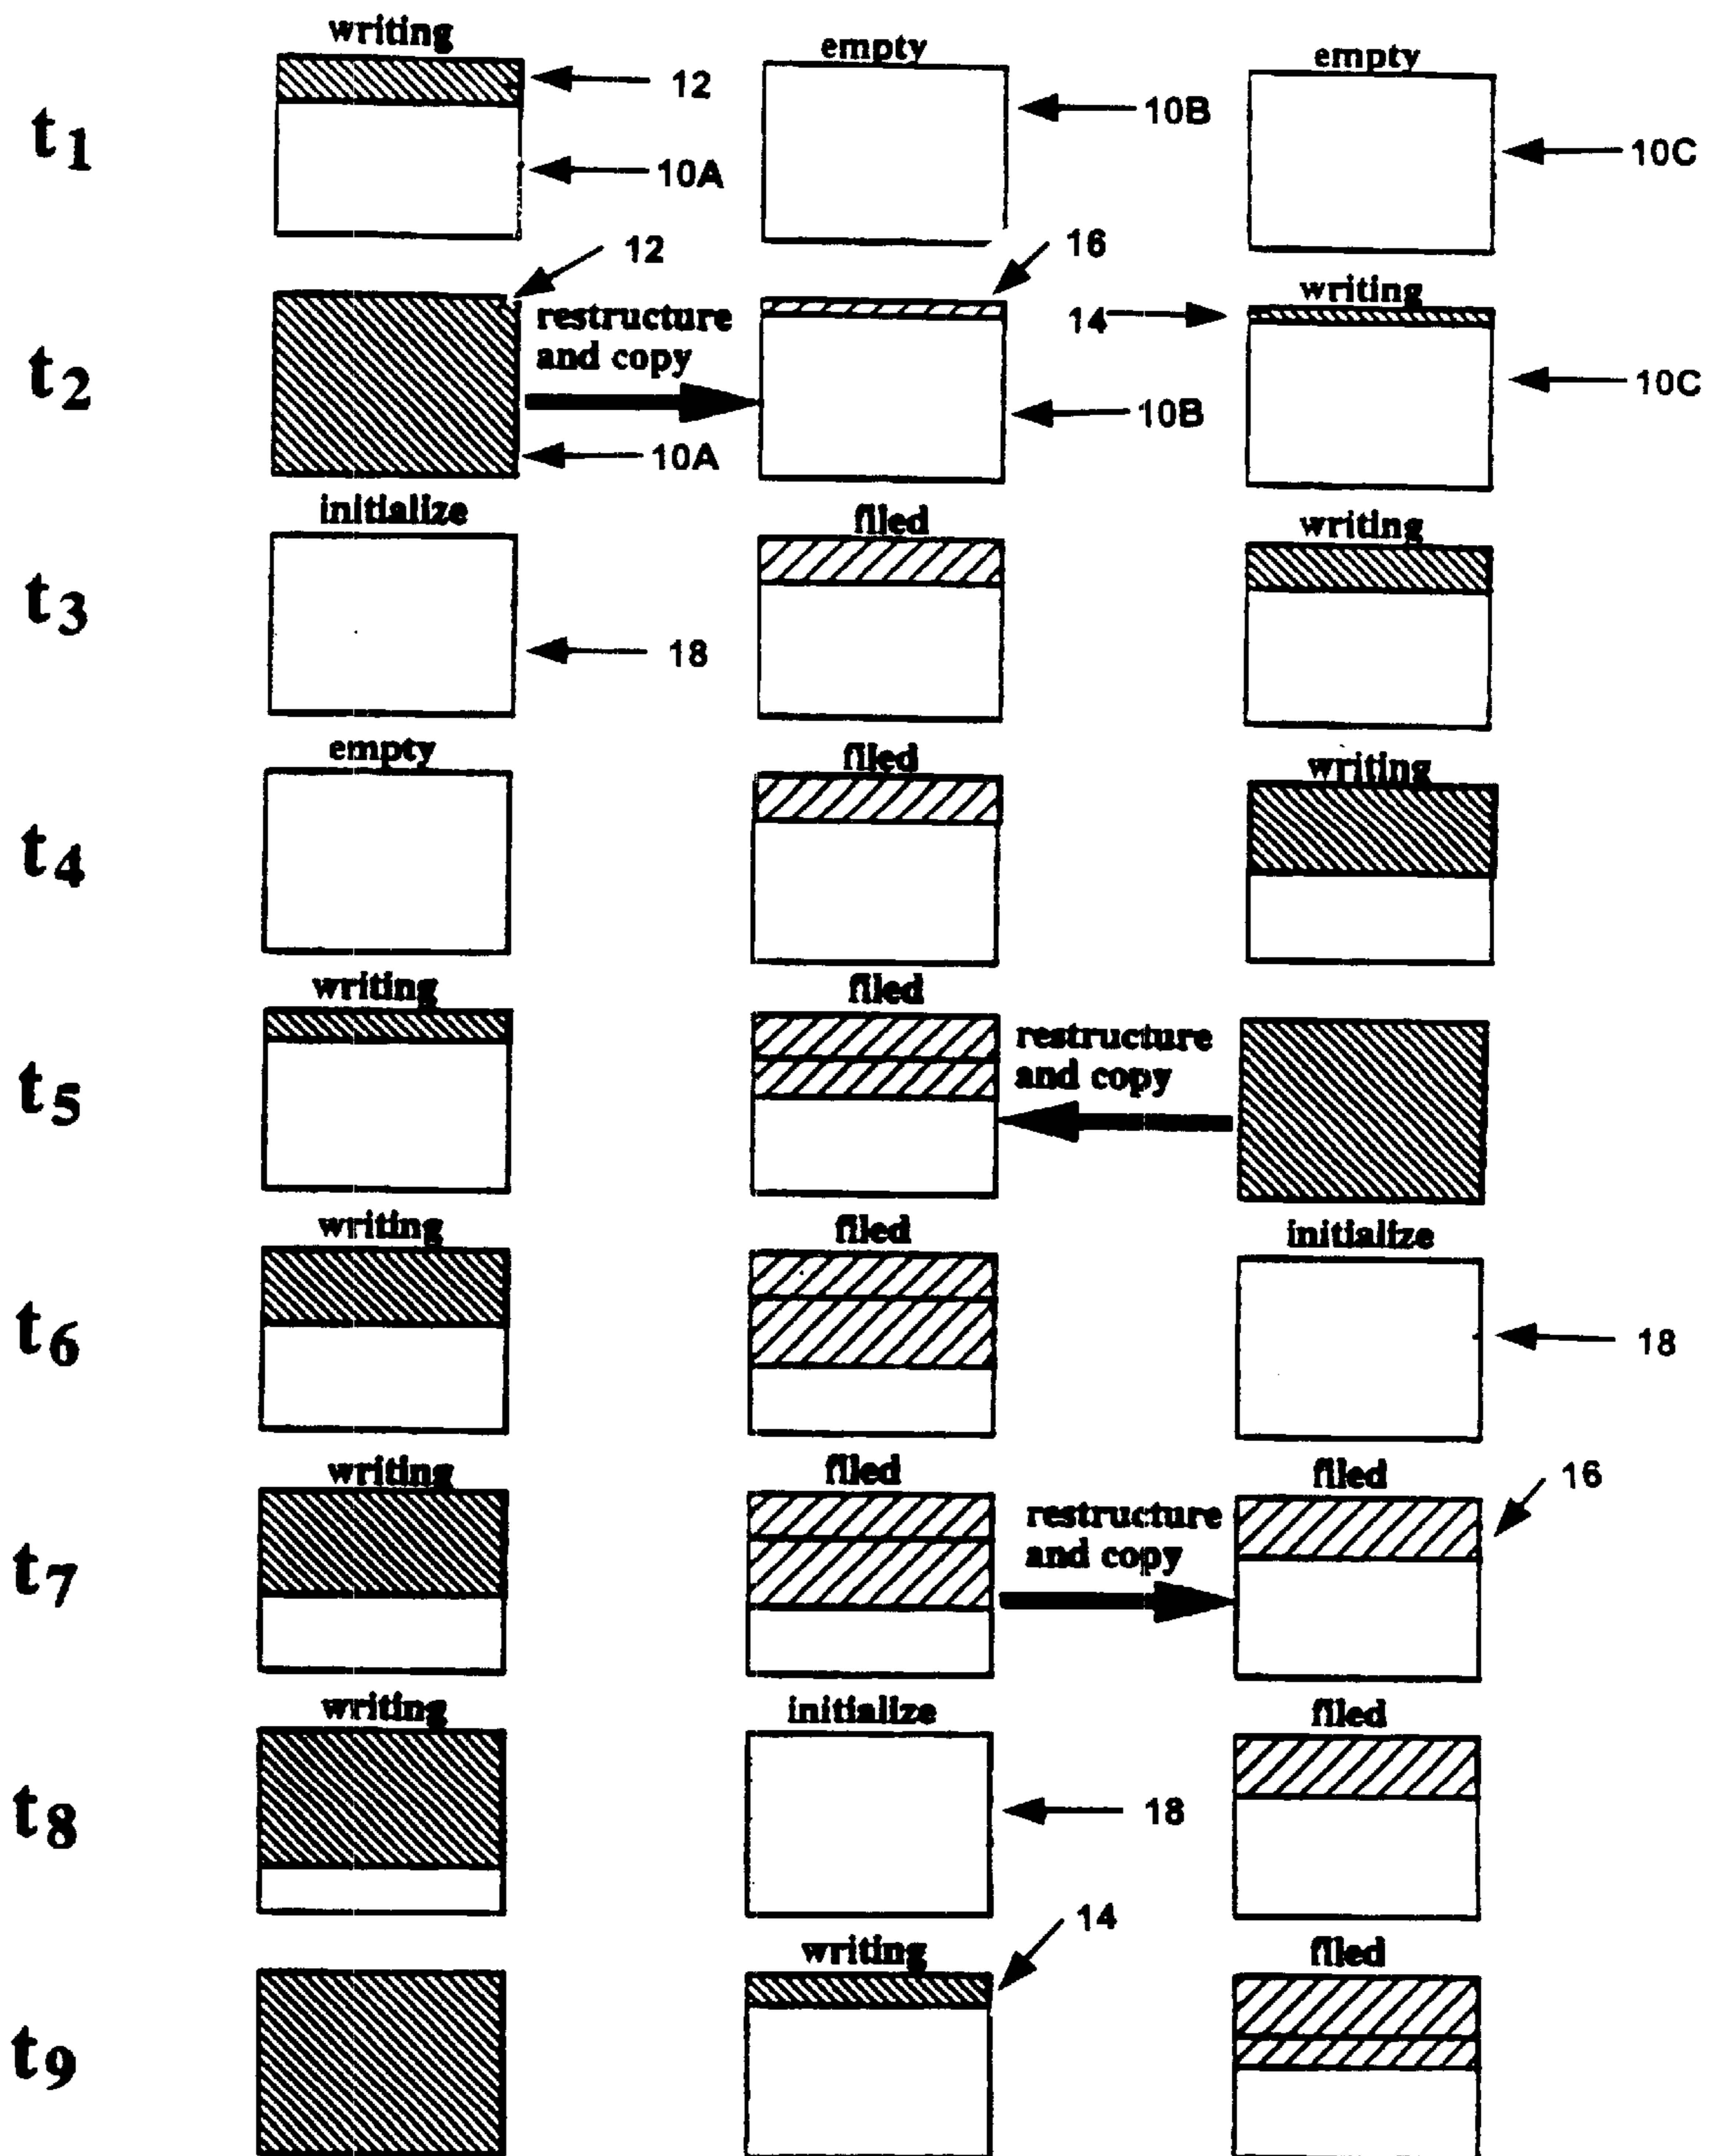 writing
empty
empty
t1
12
10B
10A
10C
12
16
writing
14
restructure
and copy
t2
10C
10B
10A
initialize
filed
writing
t3
18
empty
filed
writing
t4
writing
filed
restructure
and copy
t5
writing
filed
initialize
t6
18
writing
filed
filed
16
restructure
and copy
t7
writing
initialize
filed
t8
18
14
writing
filed
t9